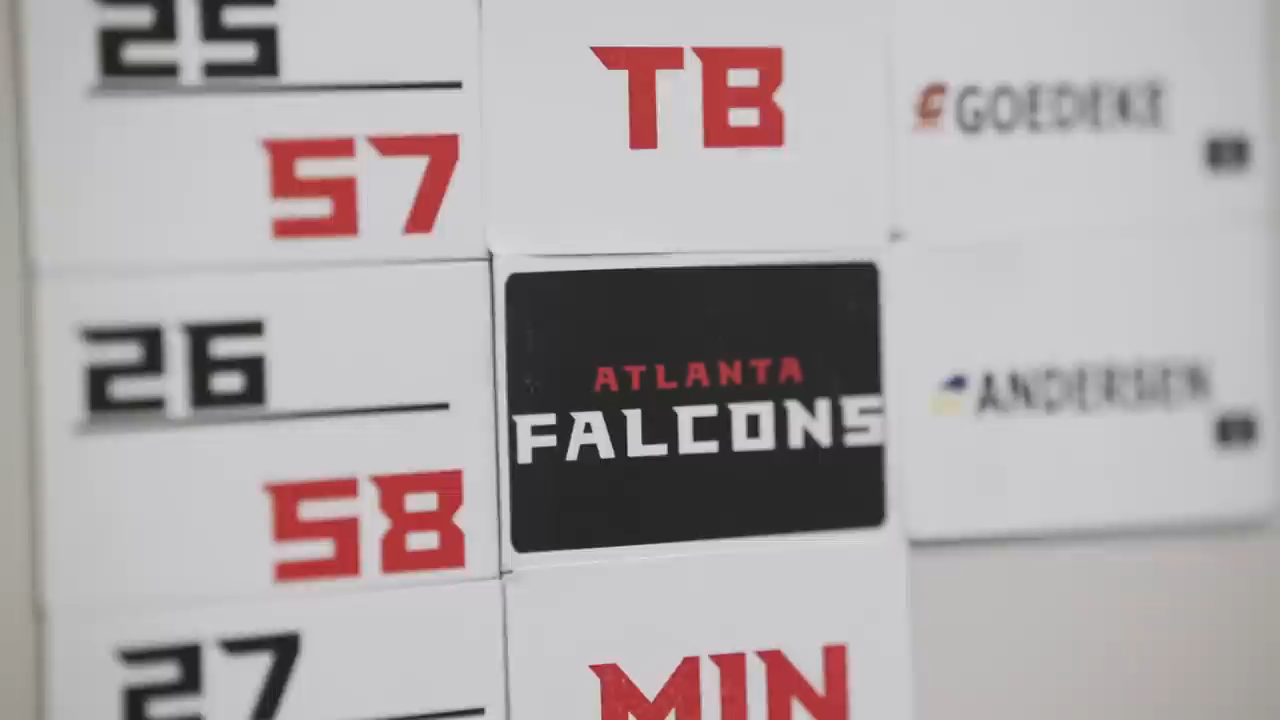 25
57
TB
GOEDEKE
26
58
ATLANTA
FALCONS
ANDERSEN
27
MIN